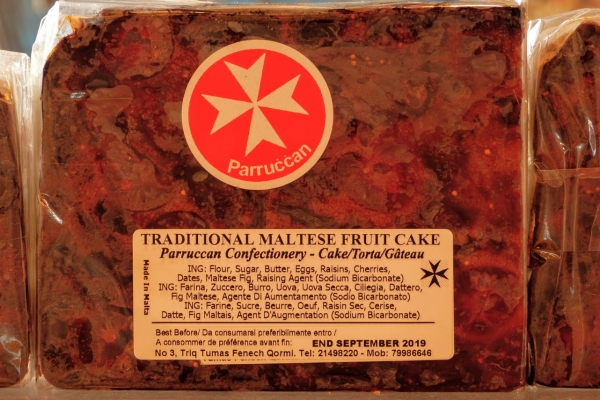 Parruccan
TRADITIONAL MALTESE FRUIT CAKE
Parruccan Confectionery - Cake/Torta/Gâteau
Made In Malta
ING: Flour, Sugar, Butter, Eggs, Raisins, Cherries,
Dates, Maltese Fig, Raising Agent (Sodium Bicarbonate)
ING: Farina, Zuccero, Burro, Uova, Uova Secca, Ciliegia, Dattero,
Fig Maltese, Agente Di Aumentamento (Sodio Bicarbonato)
ING: Farine, Sucre, Beurre, Oeuf, Raisin Sec, Cerise,
Datte, Fig Maltais, Agent D'Augmentation (Sodium Bicarbonate)
Best Before/ Da consumarsi preferibilmente entro /
A consommer de préférence avant fin: END SEPTEMBER 2019
No 3, Triq Tumas Fenech Qormi. Tel: 21498220 - Mob: 79986646